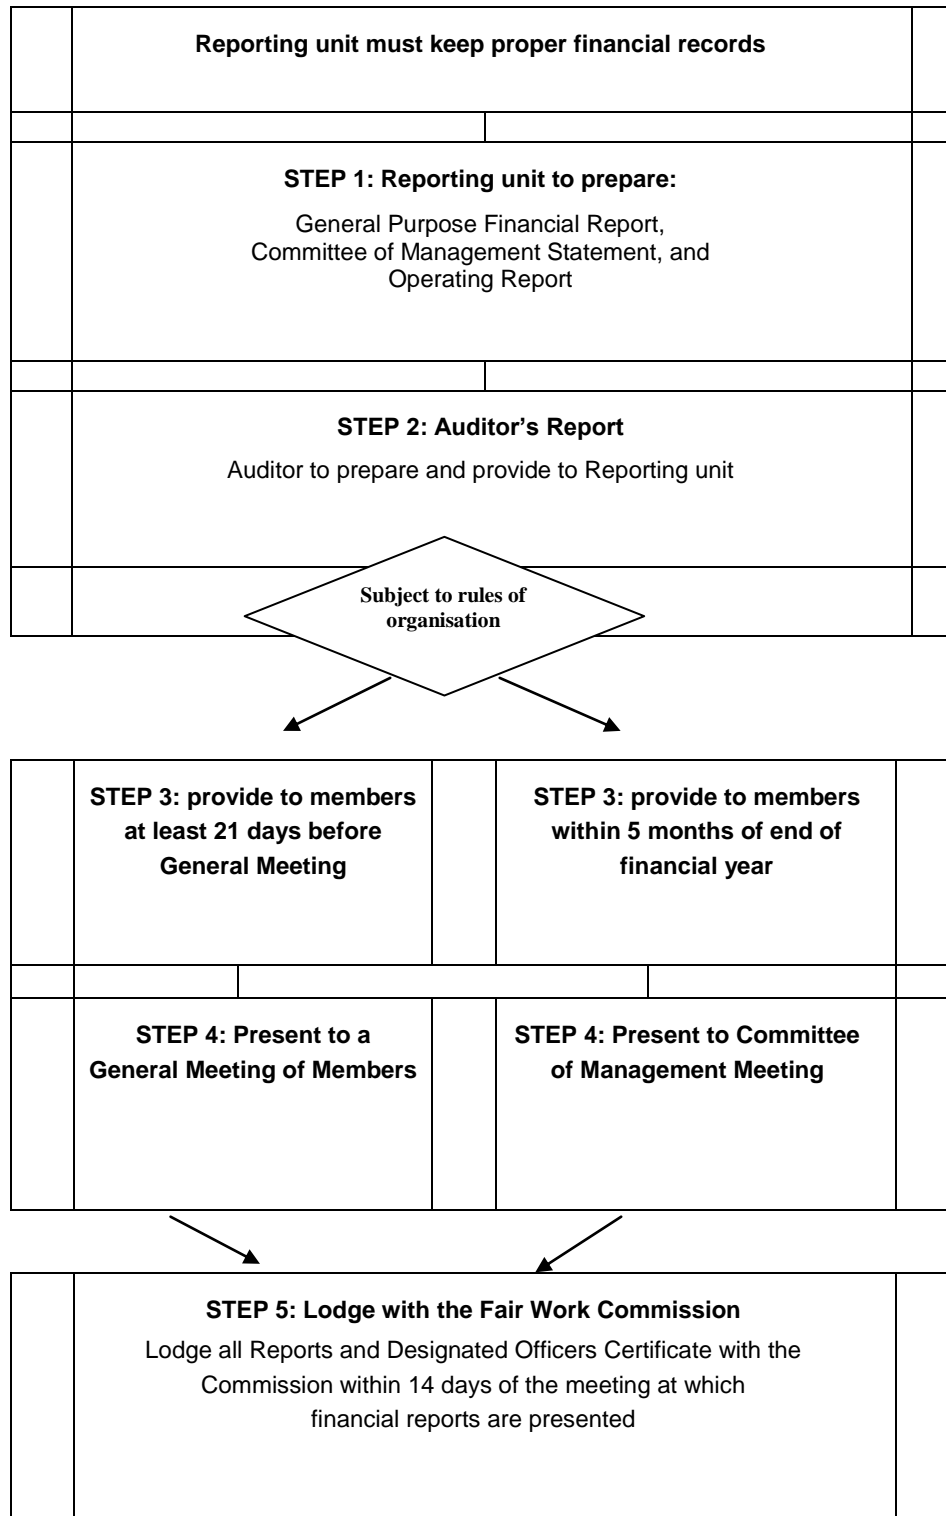 Reporting unit must keep proper financial records
STEP 1: Reporting unit to prepare:
General Purpose Financial Report,
Committee of Management Statement, and
Operating Report
STEP 2: Auditor’s Report
Auditor to prepare and provide to Reporting unit
Subject to rules of
organisation
STEP 3: provide to members
at least 21 days before
General Meeting
STEP 3: provide to members
within 5 months of end of
financial year
STEP 4: Present to a
General Meeting of Members
STEP 4: Present to Committee
of Management Meeting
STEP 5: Lodge with the Fair Work Commission
Lodge all Reports and Designated Officers Certificate with the
Commission within 14 days of the meeting at which
financial reports are presented